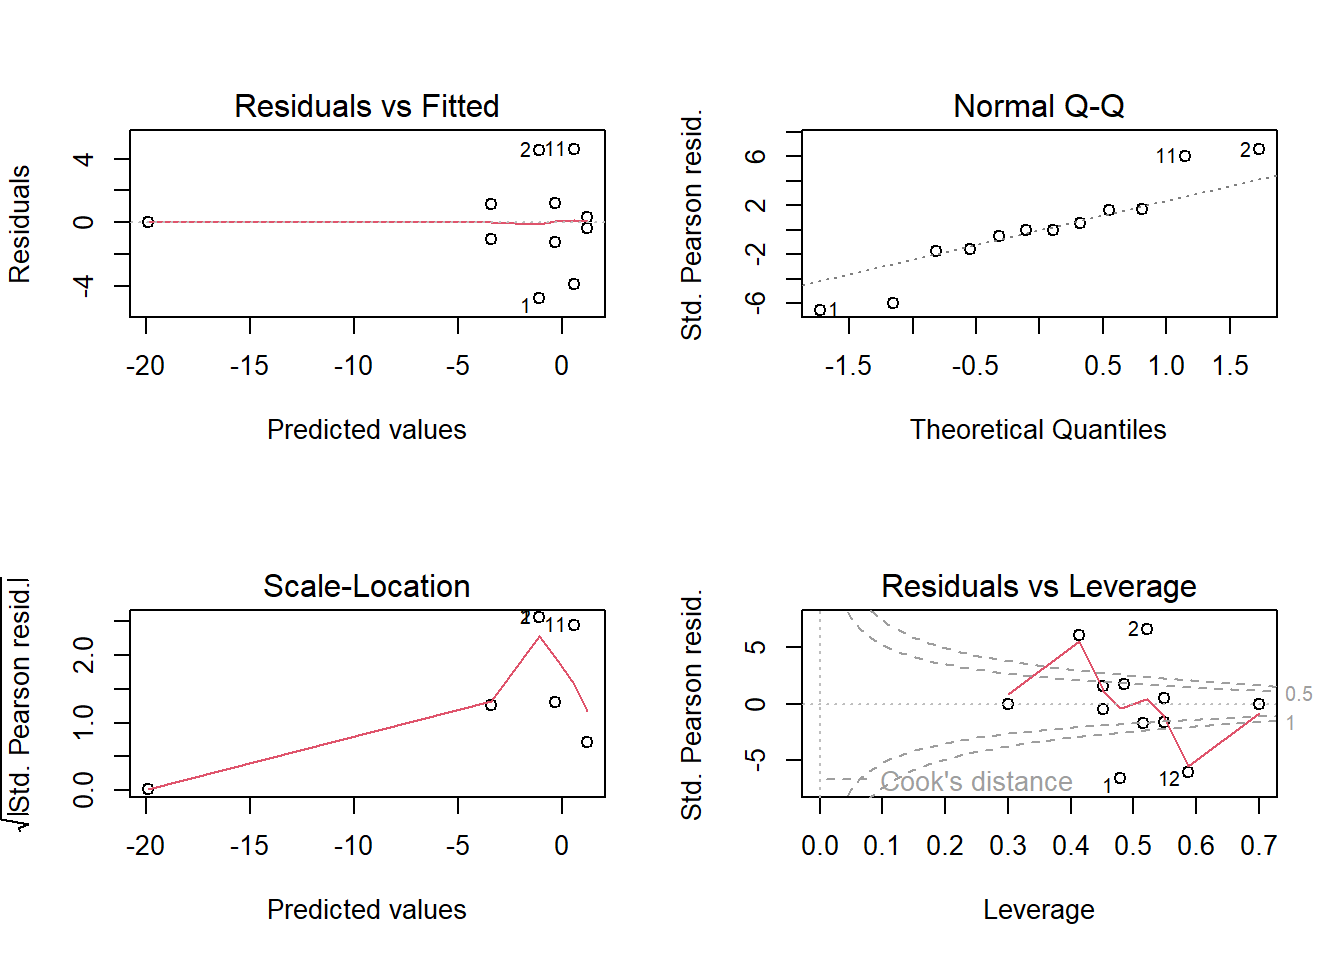 Residuals vs Fitted
Residuals
4
0
-4
2
11
1
-20 -15 -10 -5 0
Predicted values
Normal Q-Q
Std. Pearson resid.
6
2
-2
-6
11
2
1
-1.5 -0.5 0.5 1.0 1.5
Theoretical Quantiles
Scale-Location
√|Std. Pearson resid.|
2.0
1.0
0.0
11
-20 -15 -10 -5 0
Predicted values
Residuals vs Leverage
Std. Pearson resid.
5
0
-5
2
1
12
0.5
1
Cook's distance
0.0 0.1 0.2 0.3 0.4 0.5 0.6 0.7
Leverage